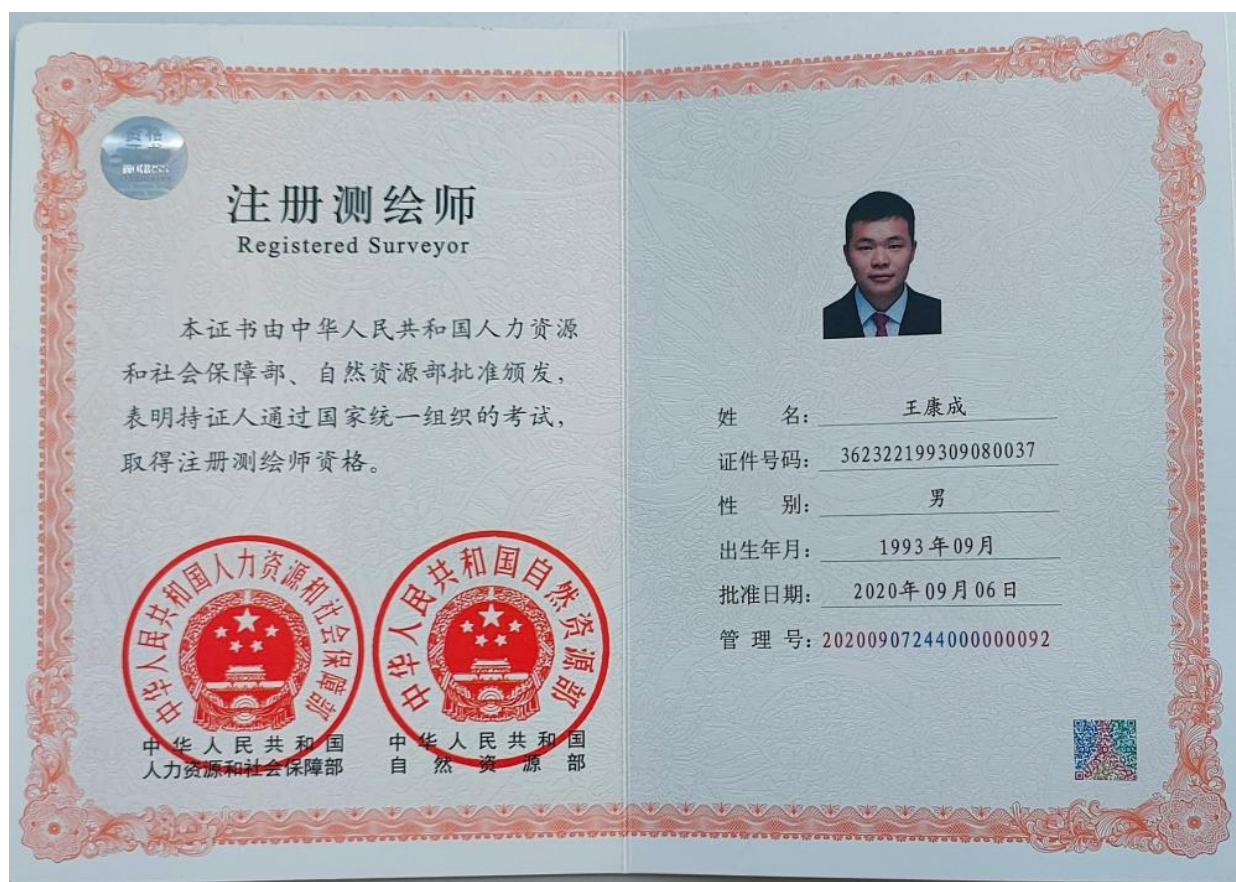 资格
注册测绘师
Registered Surveyor
本证书由中华人民共和国人力资源
和社会保障部、自然资源部批准颁发，
表明持证人通过国家统一组织的考试，
取得注册测绘师资格。
中华人民共和国人力资源和社会保障部
中华人民共和国自然资源部
中华人民共和国
人力资源和社会保障部
中华人民共和国
自然资源部
姓名：王康成
证件号码：362322199309080037
性别：男
出生年月：1993年09月
批准日期：2020年09月06日
管理号：20200907244000000092